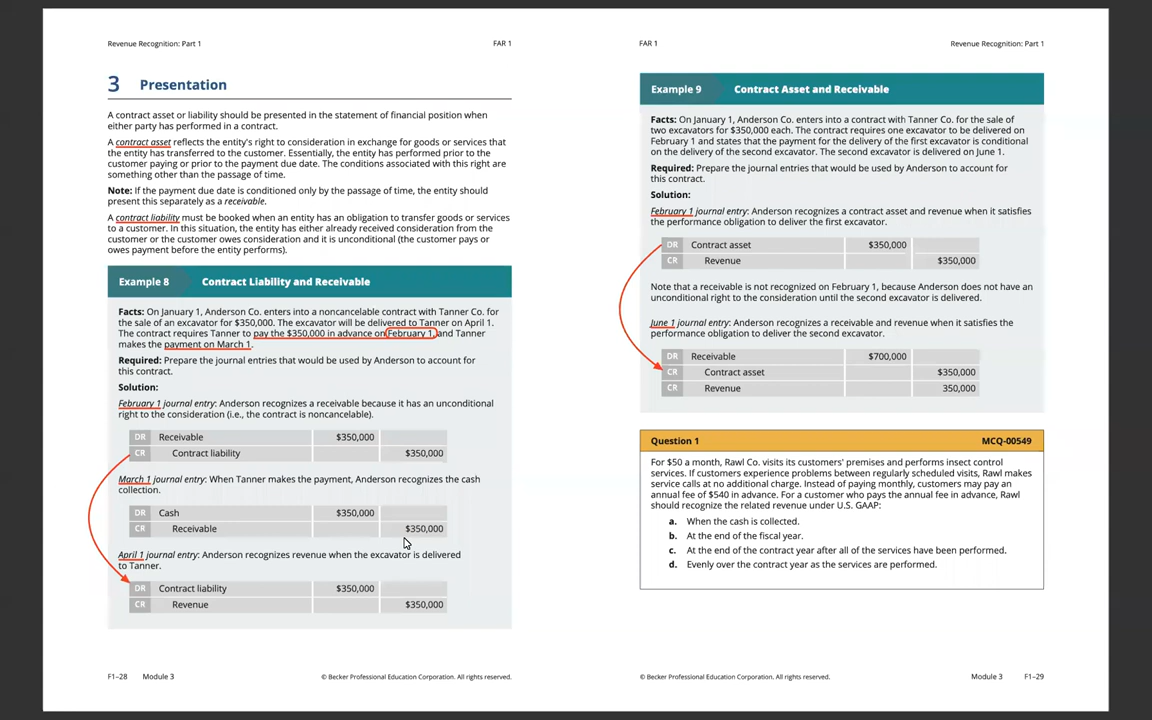 Revenue Recognition: Part 1
FAR 1
3 Presentation
A contract asset or liability should be presented in the statement of financial position when
either party has performed in a contract.
A contract asset reflects the entity's right to consideration in exchange for goods or services that
the entity has transferred to the customer. Essentially, the entity has performed prior to the
customer paying or prior to the payment due date. The conditions associated with this right are
something other than the passage of time.
Note: If the payment due date is conditioned only by the passage of time, the entity should
present this separately as a receivable.
A contract liability must be booked when an entity has an obligation to transfer goods or services
to a customer. In this situation, the entity has either already received consideration from the
customer or the customer owes consideration and it is unconditional (the customer pays or
owes payment before the entity performs).
Example 8 Contract Liability and Receivable
Facts: On January 1, Anderson Co. enters into a noncancelable contract with Tanner Co. for
the sale of an excavator for $350,000. The excavator will be delivered to Tanner on April 1.
The contract requires Tanner to pay the $350,000 in advance on February 1, and Tanner
makes the payment on March 1.
Required: Prepare the journal entries that would be used by Anderson to account for
this contract.
Solution:
February 1 journal entry: Anderson recognizes a receivable because it has an unconditional
right to the consideration (i.e., the contract is noncancelable).
DR Receivable $350,000
CR Contract liability $350,000
March 1 journal entry: When Tanner makes the payment, Anderson recognizes the cash
collection.
DR Cash $350,000
CR Receivable $350,000
April 1 journal entry: Anderson recognizes revenue when the excavator is delivered
to Tanner.
DR Contract liability $350,000
CR Revenue $350,000
F1–28 Module 3
© Becker Professional Education Corporation. All rights reserved.
FAR 1
Revenue Recognition: Part 1
Example 9 Contract Asset and Receivable
Facts: On January 1, Anderson Co. enters into a contract with Tanner Co. for the sale of
two excavators for $350,000 each. The contract requires one excavator to be delivered on
February 1 and states that the payment for the delivery of the first excavator is conditional
on the delivery of the second excavator. The second excavator is delivered on June 1.
Required: Prepare the journal entries that would be used by Anderson to account for
this contract.
Solution:
February 1 journal entry: Anderson recognizes a contract asset and revenue when it satisfies
the performance obligation to deliver the first excavator.
DR Contract asset $350,000
CR Revenue $350,000
Note that a receivable is not recognized on February 1, because Anderson does not have an
unconditional right to the consideration until the second excavator is delivered.
June 1 journal entry: Anderson recognizes a receivable and revenue when it satisfies the
performance obligation to deliver the second excavator.
DR Receivable $700,000
CR Contract asset $350,000
CR Revenue 350,000
Question 1 MCQ-00549
For $50 a month, Rawl Co. visits its customers' premises and performs insect control
services. If customers experience problems between regularly scheduled visits, Rawl makes
service calls at no additional charge. Instead of paying monthly, customers may pay an
annual fee of $540 in advance. For a customer who pays the annual fee in advance, Rawl
should recognize the related revenue under U.S. GAAP:
a. When the cash is collected.
b. At the end of the fiscal year.
c. At the end of the contract year after all of the services have been performed.
d. Evenly over the contract year as the services are performed.
© Becker Professional Education Corporation. All rights reserved.
Module 3 F1–29